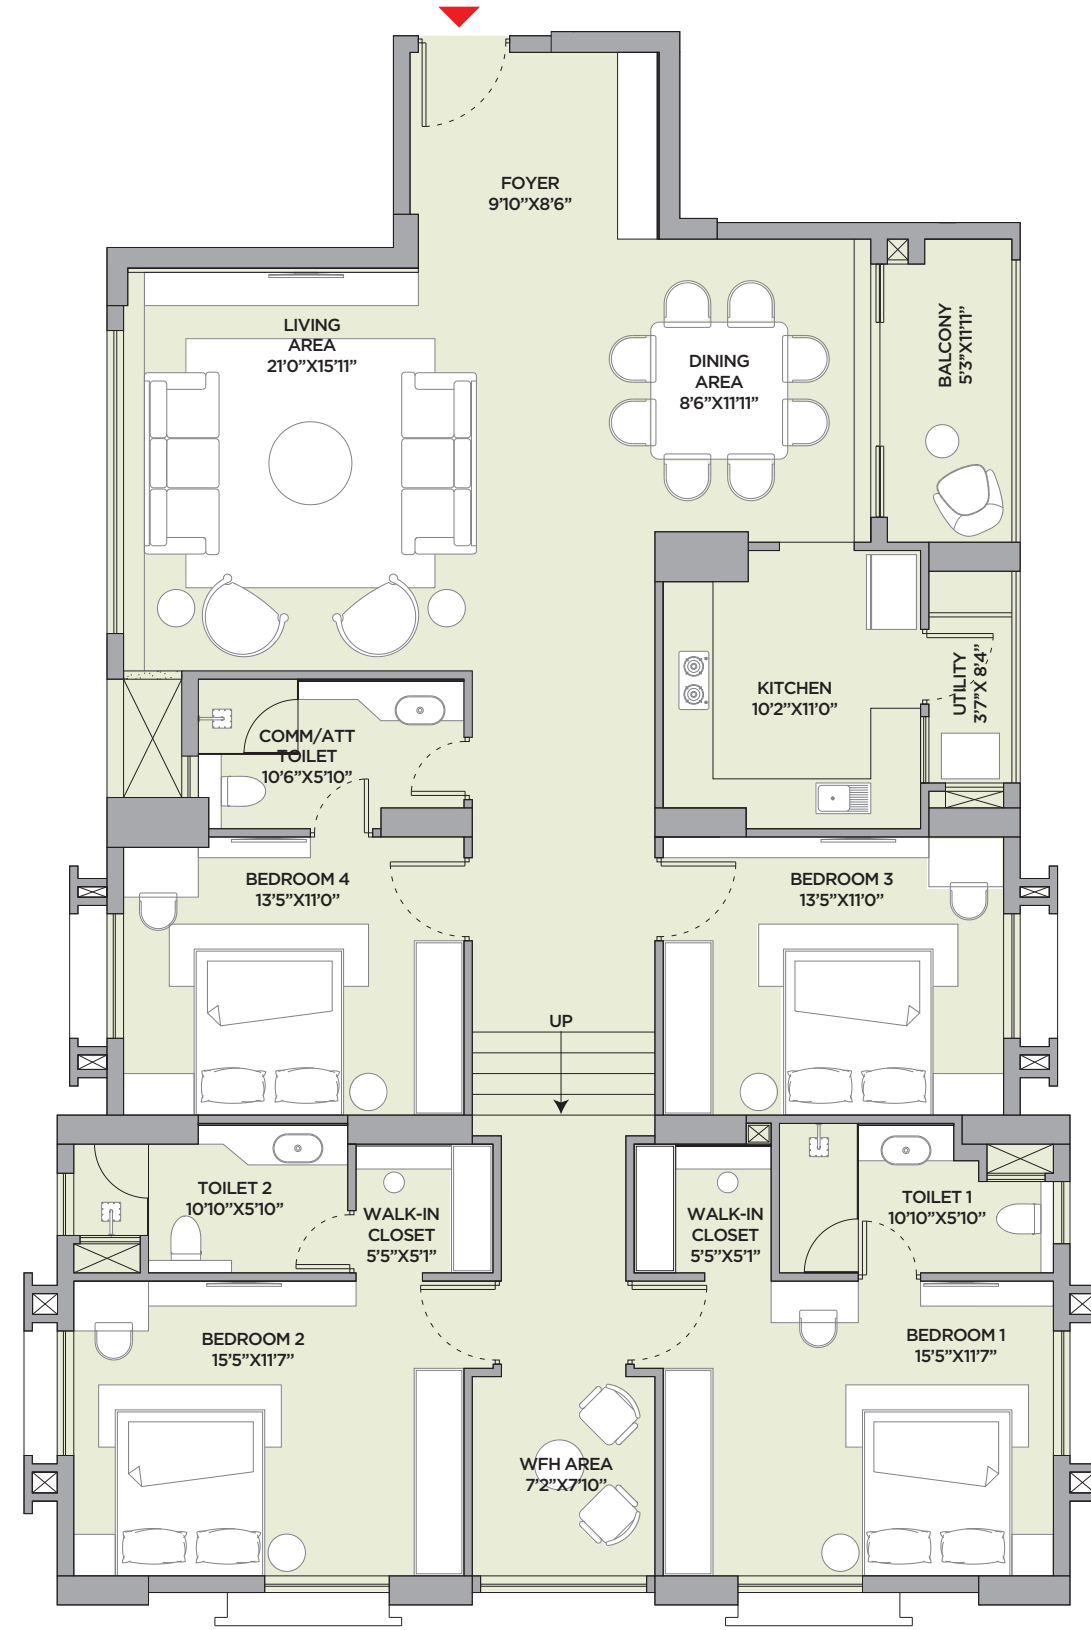 FOYER
9'10”X8'6”
LIVING
AREA
21'0”X15'11”
DINING
AREA
8'6”X11'11”
BALCONY
5'3”X11'11”
KITCHEN
10'2”X11'0”
UTILITY
3'7”X 8'4”
COMM/ATT
TOILET
10'6”X5'10”
BEDROOM 4
13'5”X11'0”
BEDROOM 3
13'5”X11'0”
UP
TOILET 2
10'10”X5'10”
WALK-IN
CLOSET
5'5”X5'1”
WALK-IN
CLOSET
5'5”X5'1”
TOILET 1
10'10”X5'10”
BEDROOM 2
15'5”X11'7”
BEDROOM 1
15'5”X11'7”
WFH AREA
7'2”X7'10”